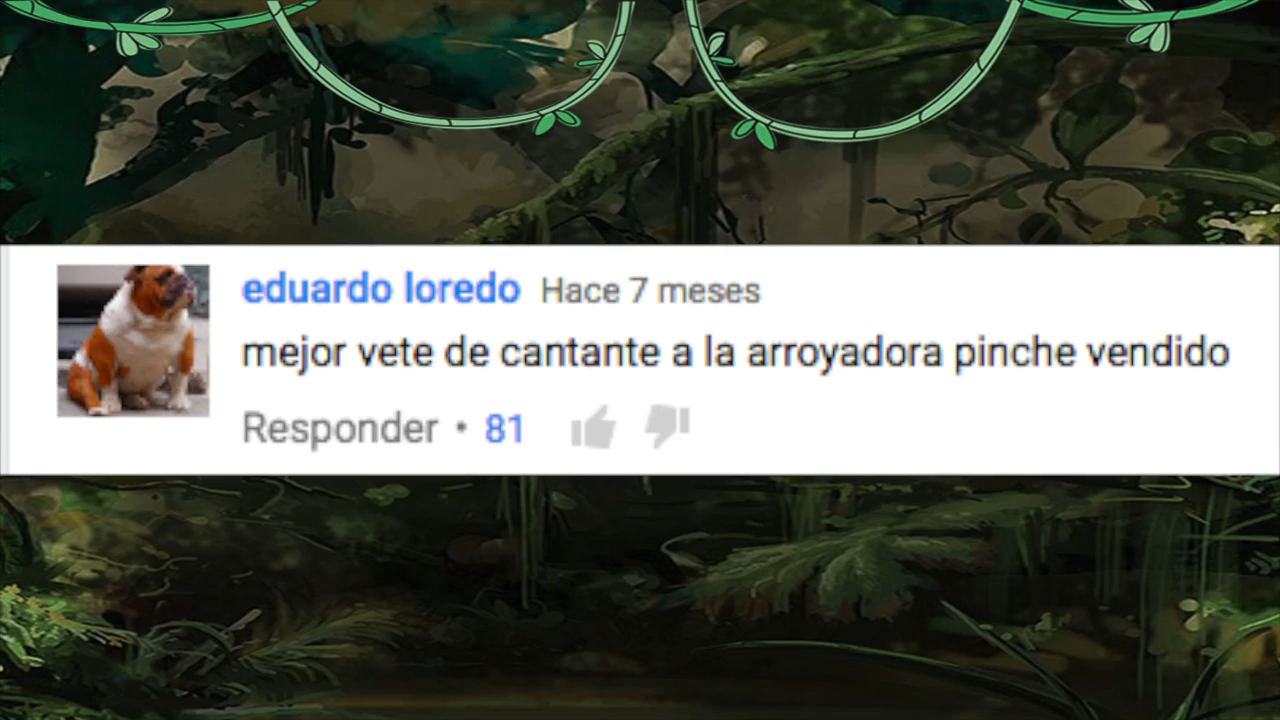 eduardo loredo Hace 7 meses
mejor vete de cantante a la arroyadora pinche vendido
Responder • 81